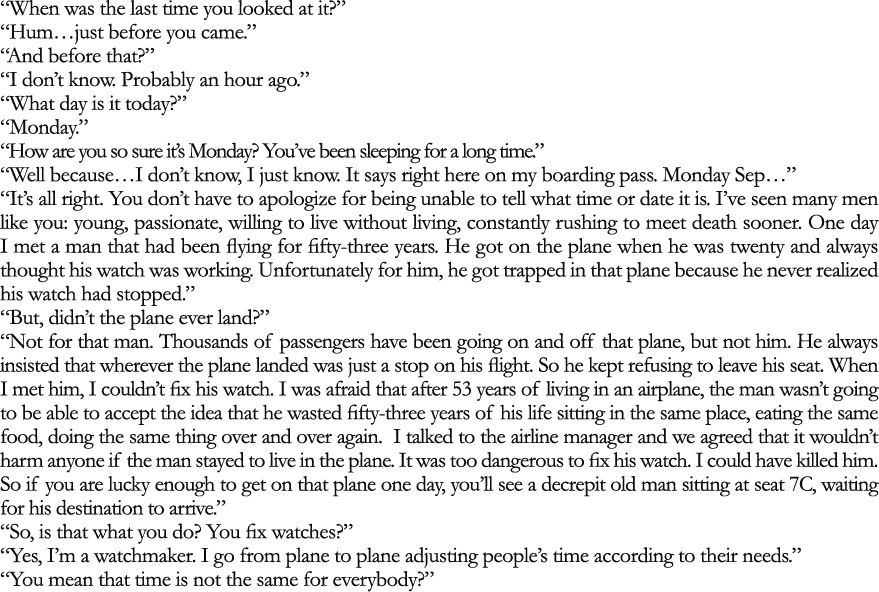 “When was the last time you looked at it?”
“Hum…just before you came.”
“And before that?”
“I don’t know. Probably an hour ago.”
“What day is it today?”
“Monday.”
“How are you so sure it’s Monday? You’ve been sleeping for a long time.”
“Well because…I don’t know, I just know. It says right here on my boarding pass. Monday Sep…”
“It’s all right. You don’t have to apologize for being unable to tell what time or date it is. I’ve seen many men
like you: young, passionate, willing to live without living, constantly rushing to meet death sooner. One day
I met a man that had been flying for fifty-three years. He got on the plane when he was twenty and always
thought his watch was working. Unfortunately for him, he got trapped in that plane because he never realized
his watch had stopped.”
“But, didn’t the plane ever land?”
“Not for that man. Thousands of passengers have been going on and off that plane, but not him. He always
insisted that wherever the plane landed was just a stop on his flight. So he kept refusing to leave his seat. When
I met him, I couldn’t fix his watch. I was afraid that after 53 years of living in an airplane, the man wasn’t going
to be able to accept the idea that he wasted fifty-three years of his life sitting in the same place, eating the same
food, doing the same thing over and over again.  I talked to the airline manager and we agreed that it wouldn’t
harm anyone if the man stayed to live in the plane. It was too dangerous to fix his watch. I could have killed him.
So if you are lucky enough to get on that plane one day, you’ll see a decrepit old man sitting at seat 7C, waiting
for his destination to arrive.”
“So, is that what you do? You fix watches?”
“Yes, I’m a watchmaker. I go from plane to plane adjusting people’s time according to their needs.”
“You mean that time is not the same for everybody?”